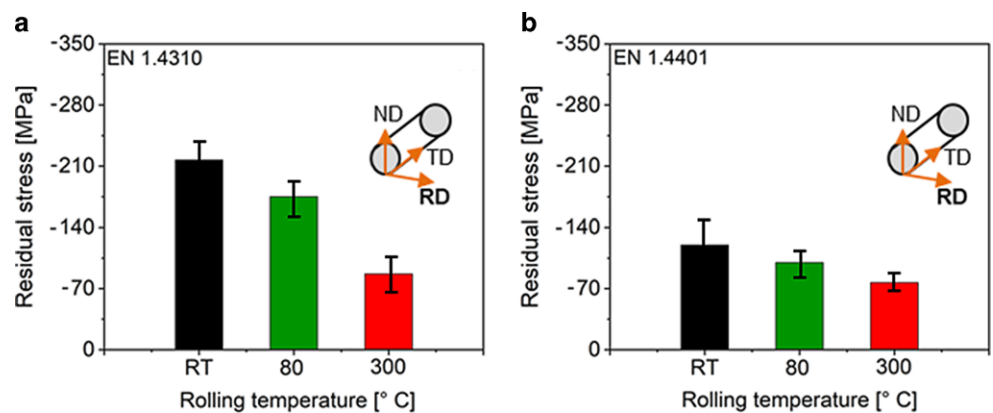 a
EN 1.4310
Residual stress [MPa]
-350
-280
-210
-140
-70
0
ND
TD
RD
RT
80
300
Rolling temperature [° C]
b
EN 1.4401
Residual stress [MPa]
-350
-280
-210
-140
-70
0
ND
TD
RD
RT
80
300
Rolling temperature [° C]